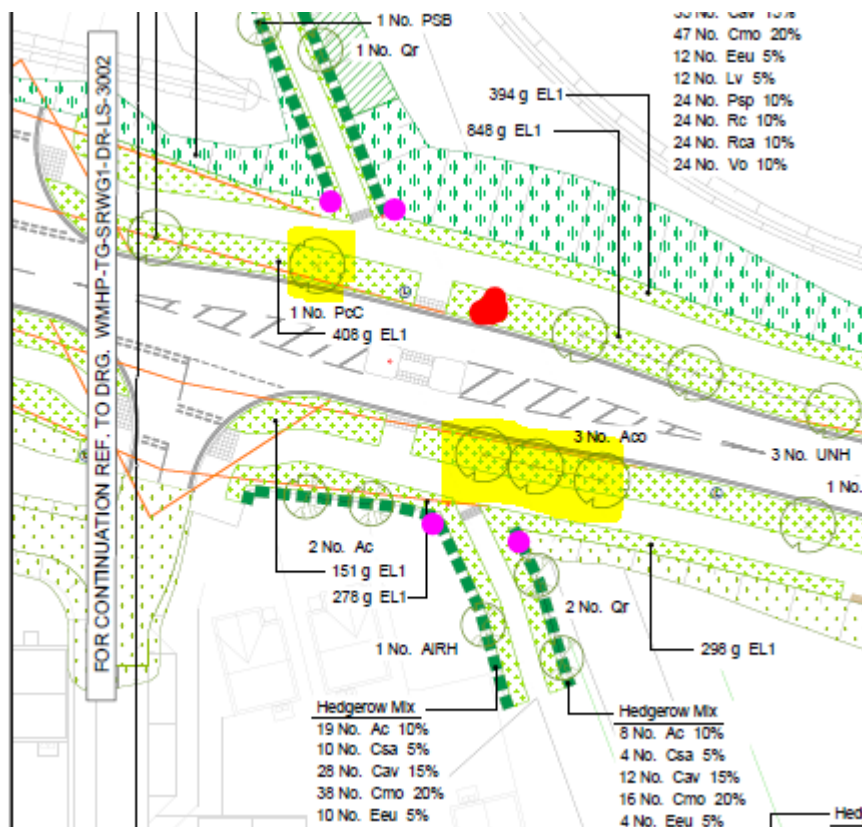 1 No. PSB
1 No. Qr
47 No. Cmo 20%
12 No. Eeu 5%
12 No. Lv 5%
24 No. Psp 10%
24 No. Rc 10%
24 No. Rca 10%
24 No. Vo 10%
394 g EL1
848 g EL1
FOR CONTINUATION REF. TO DRG. WMHP-TG-SRWG1-DR-LS-3002
1 No. PcC
408 g EL1
3 No. Aco
3 No. UNH
1 No.
2 No. Ac
151 g EL1
278 g EL1
2 No. Qr
1 No. AIRH
298 g EL1
Hedgerow Mix
19 No. Ac 10%
10 No. Csa 5%
28 No. Cav 15%
38 No. Cmo 20%
10 No. Eeu 5%
Hedgerow Mix
8 No. Ac 10%
4 No. Csa 5%
12 No. Cav 15%
16 No. Cmo 20%
4 No. Eeu 5%
Hed